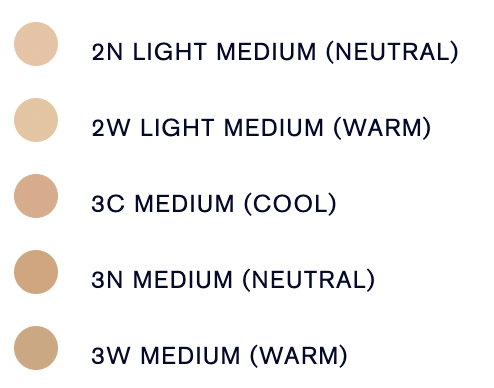 2N LIGHT MEDIUM (NEUTRAL)
2W LIGHT MEDIUM (WARM)
3C MEDIUM (COOL)
3N MEDIUM (NEUTRAL)
3W MEDIUM (WARM)